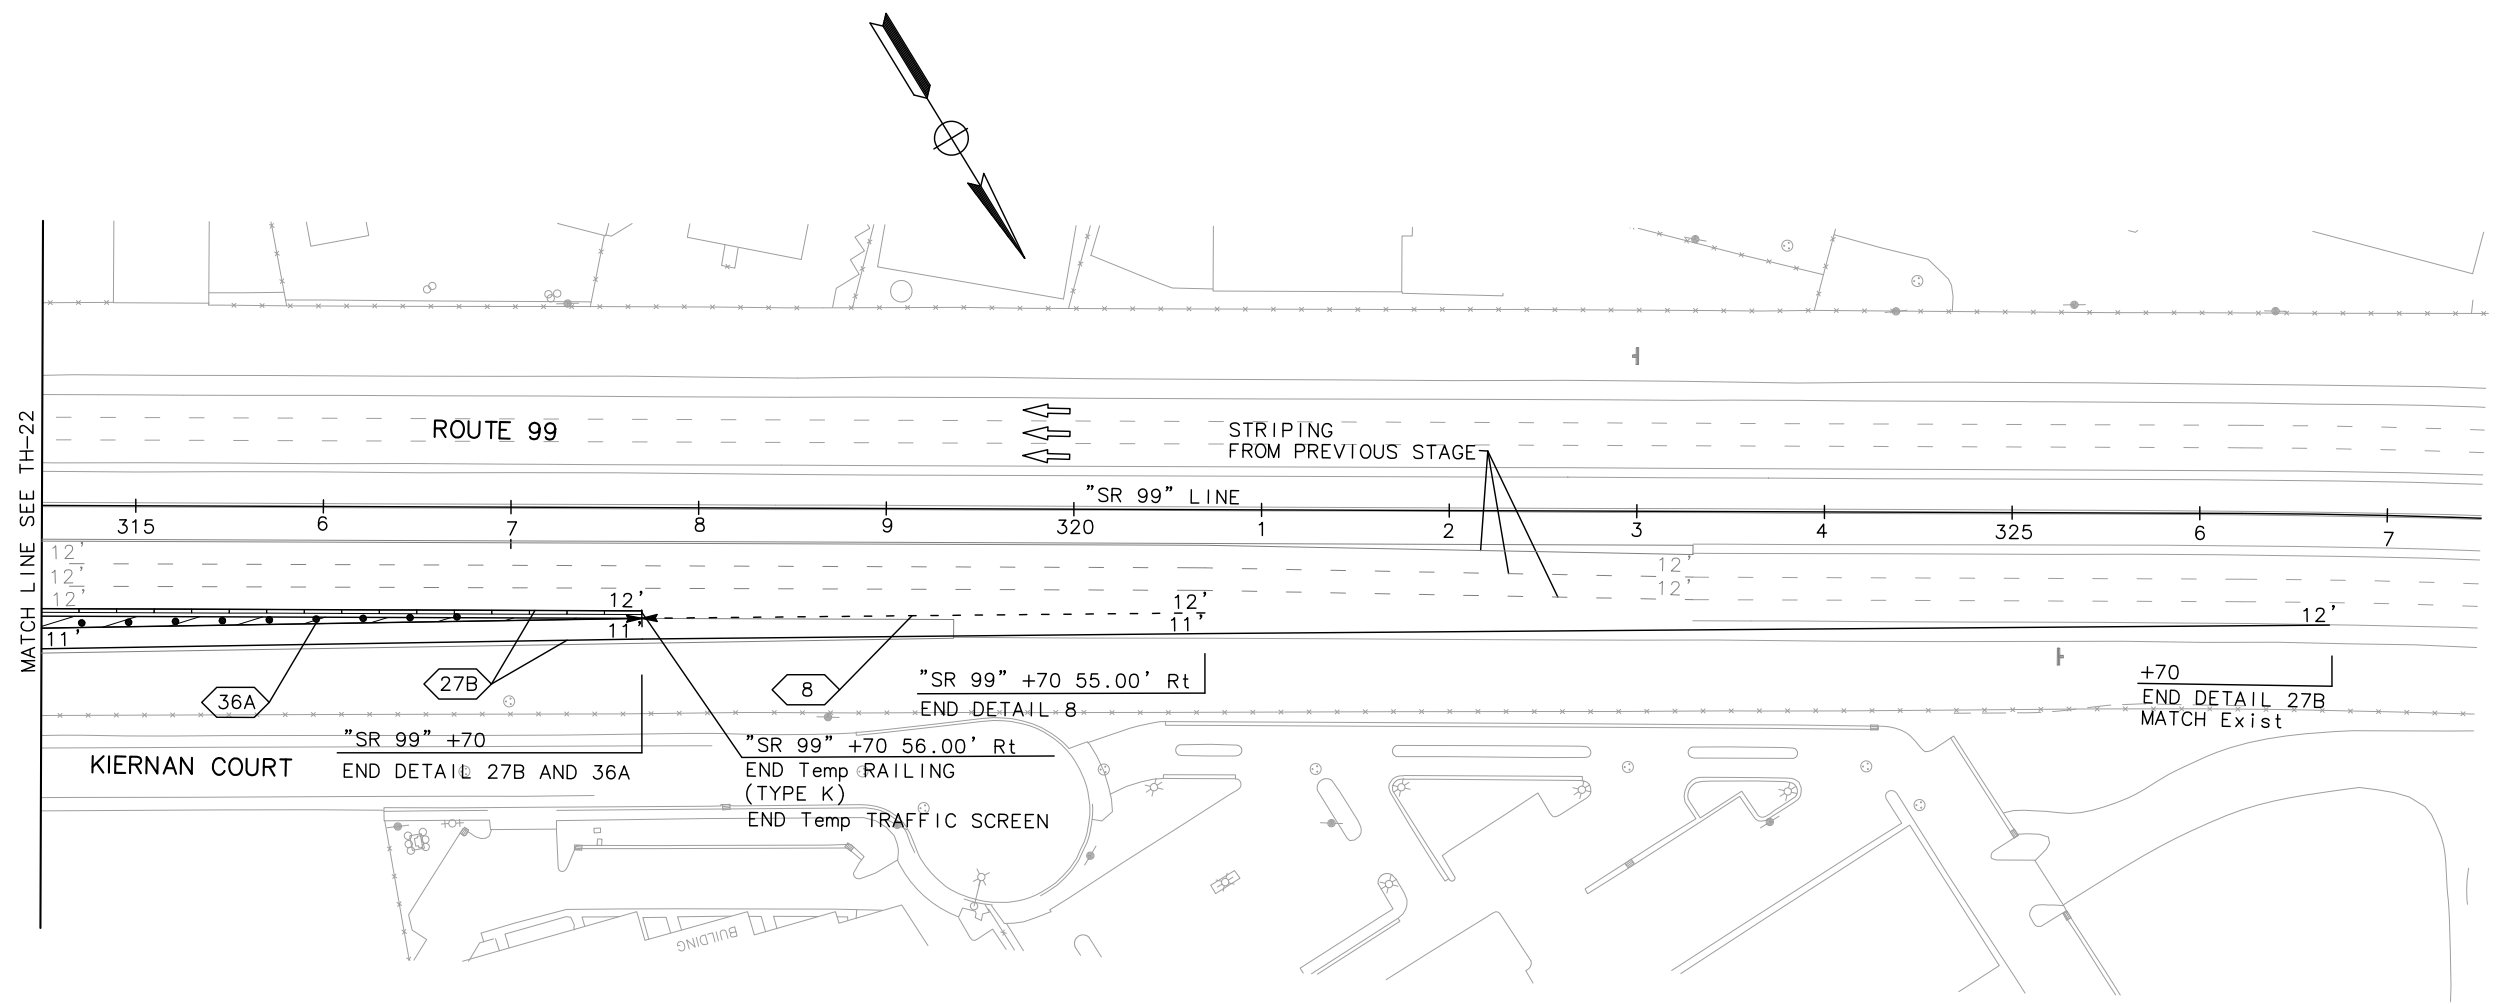 MATCH LINE SEE TH-22
ROUTE 99
STRIPING
FROM PREVIOUS STAGE
"SR 99" LINE
315
6
7
8
9
320
1
2
3
4
325
6
7
12'
12'
12'
12'
12'
12'
12'
12'
11'
11'
11'
36A
27B
8
"SR 99" +70 55.00' Rt
END DETAIL 8
+70
END DETAIL 27B
MATCH Exist
"SR 99" +70
END DETAIL 27B AND 36A
"SR 99" +70 56.00' Rt
END Temp RAILING
(TYPE K)
END Temp TRAFFIC SCREEN
KIERNAN COURT
BUILDING